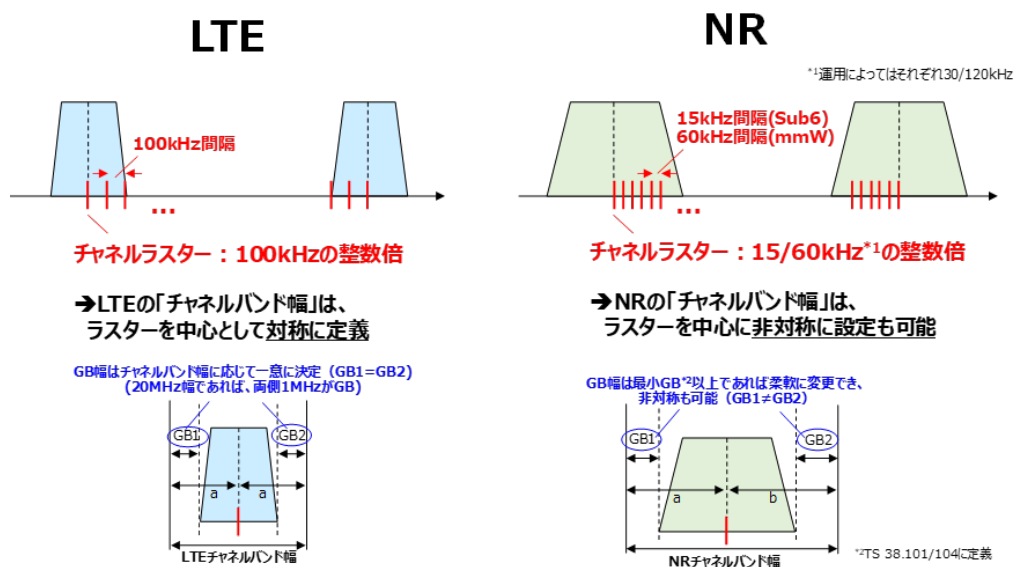 LTE
100kHz間隔
...
チャネルラスター：100kHzの整数倍
➔LTEの「チャネルバンド幅」は、
ラスターを中心として対称に定義
GB幅はチャネルバンド幅に応じて一意に決定（GB1=GB2）
(20MHz幅であれば、両側1MHzがGB)
GB1
GB2
a
a
LTEチャネルバンド幅
NR
*1運用によってはそれぞれ30/120kHz
15kHz間隔(Sub6)
60kHz間隔(mmW)
...
チャネルラスター：15/60kHz*1の整数倍
➔NRの「チャネルバンド幅」は、
ラスターを中心に非対称に設定も可能
GB幅は最小GB*2以上であれば柔軟に変更でき、
非対称も可能（GB1≠GB2）
GB1
GB2
a
b
NRチャネルバンド幅
*2TS 38.101/104に定義